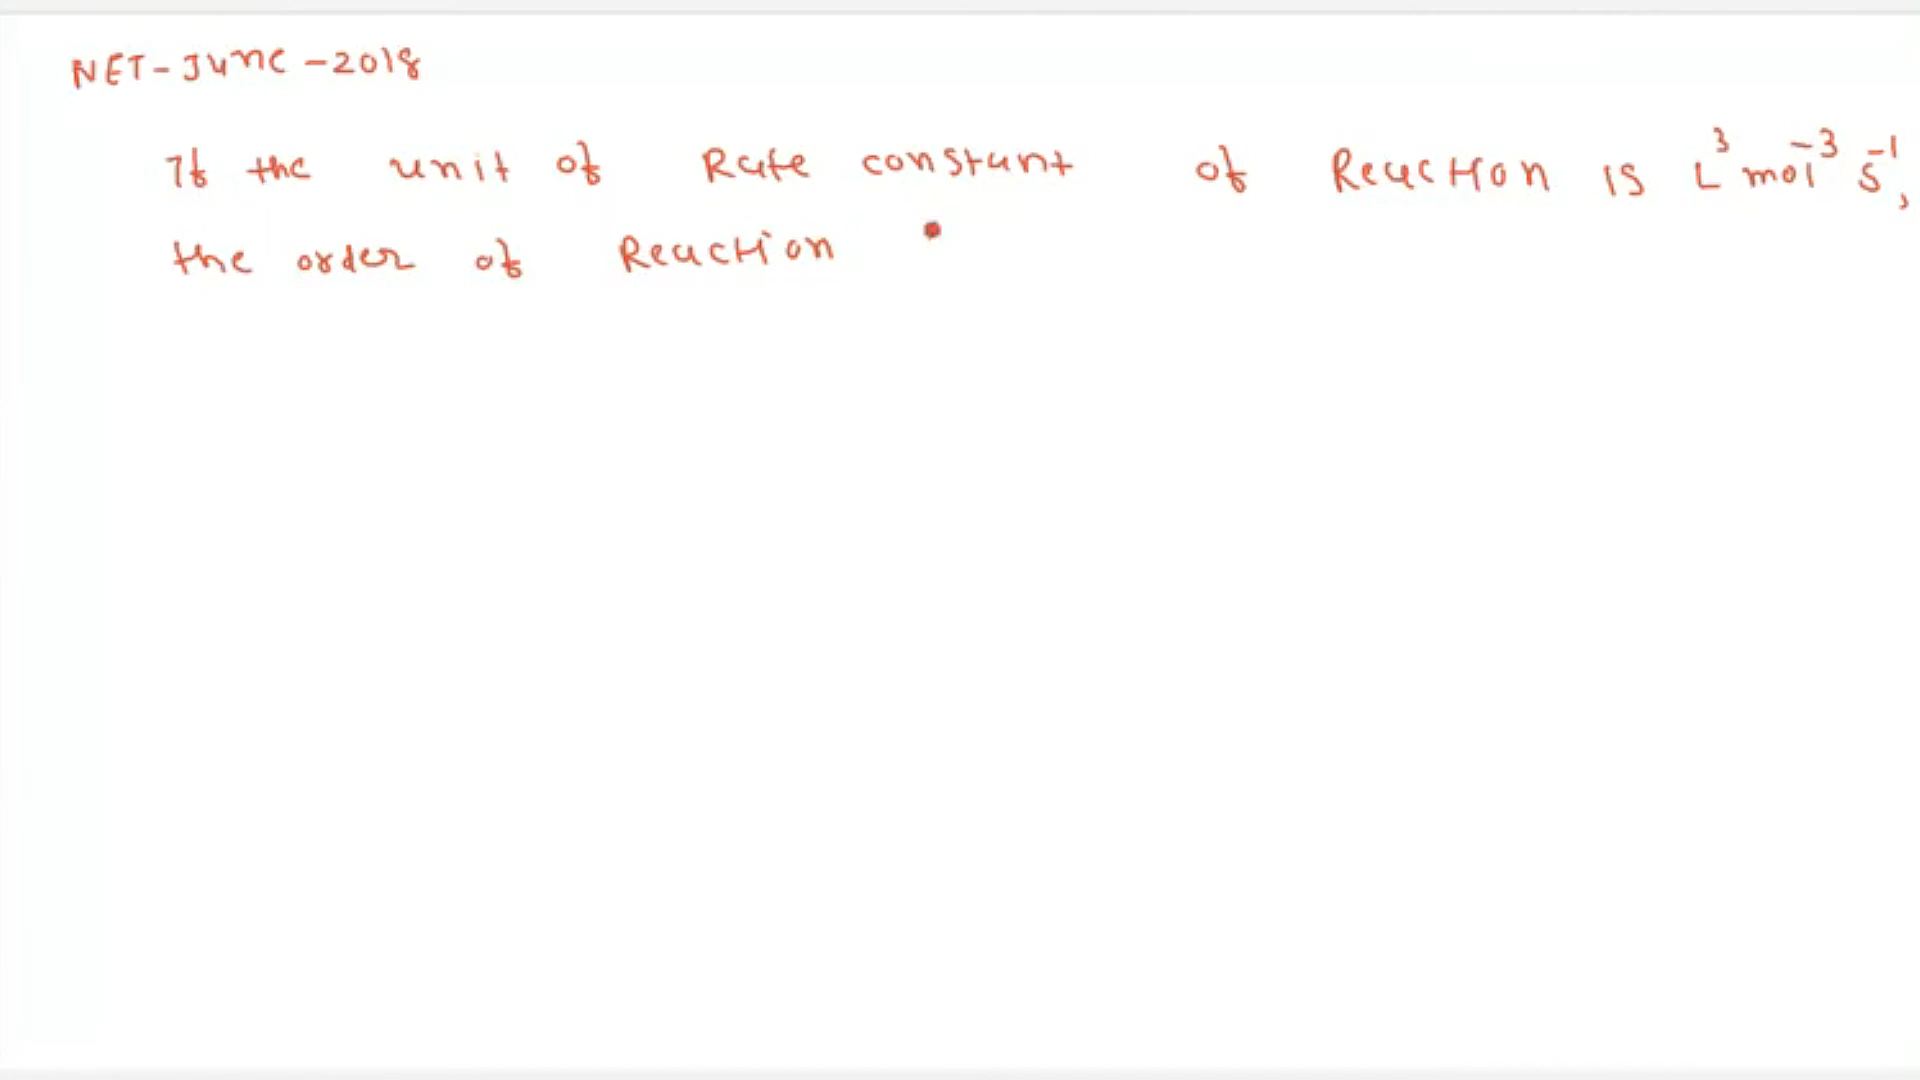 NET-June-2018
If the unit of Rate constant of Reaction is L³ mol⁻³ s⁻¹,
the order of Reaction